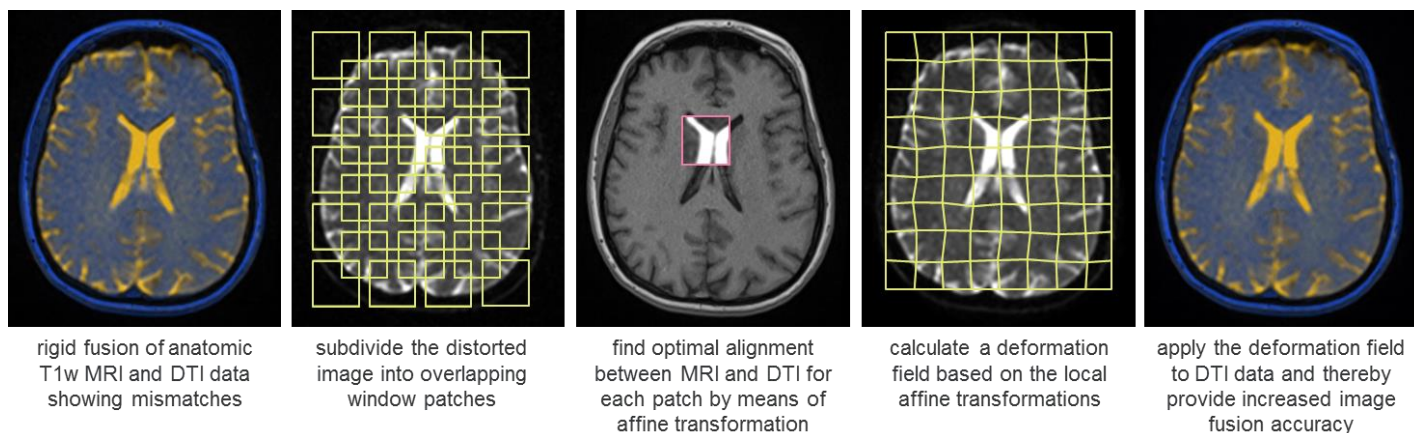 rigid fusion of anatomic
T1w MRI and DTI data
showing mismatches
subdivide the distorted
image into overlapping
window patches
find optimal alignment
between MRI and DTI for
each patch by means of
affine transformation
calculate a deformation
field based on the local
affine transformations
apply the deformation field
to DTI data and thereby
provide increased image
fusion accuracy